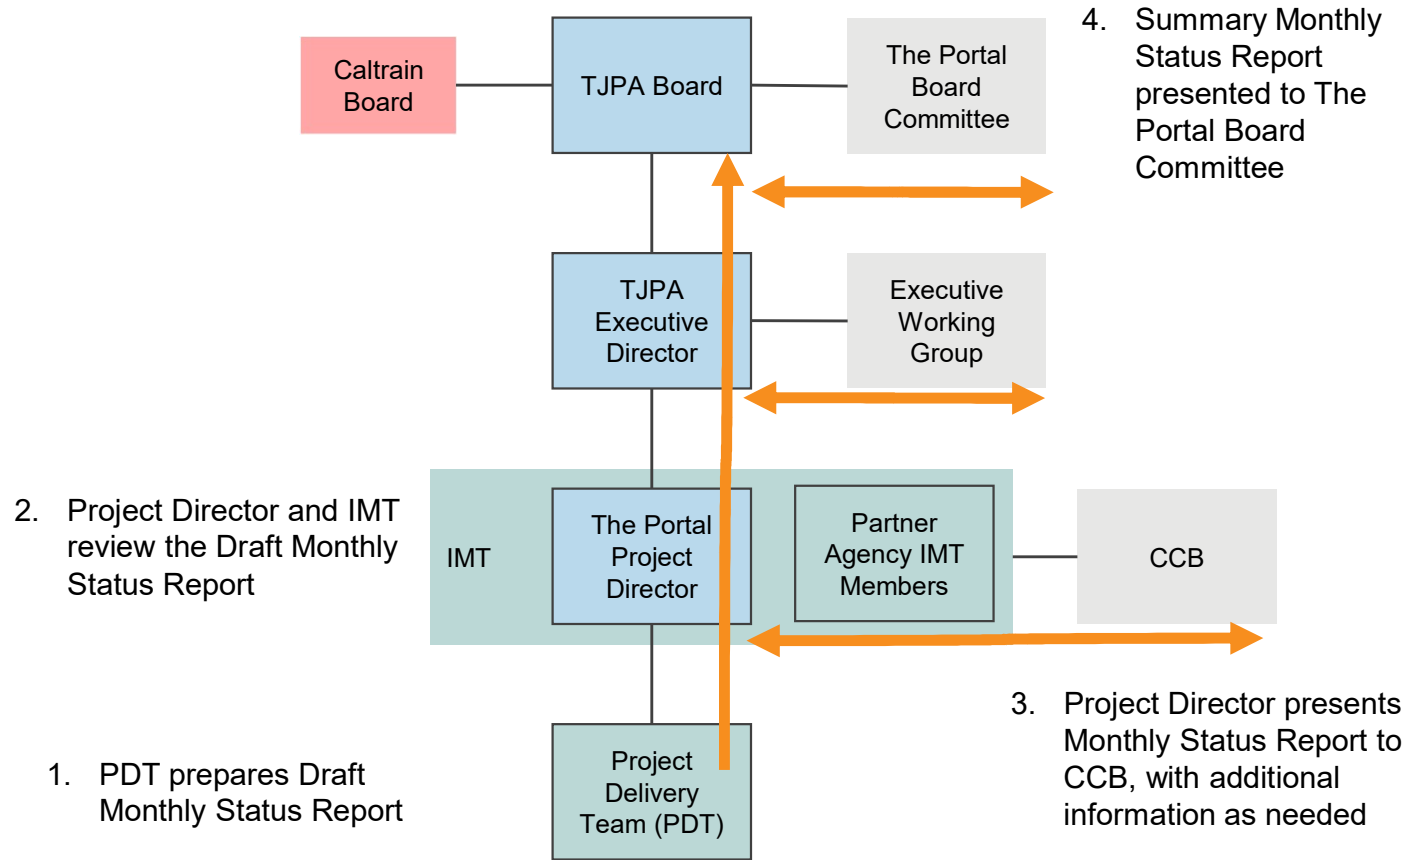 4. Summary Monthly
Status Report
presented to The
Portal Board
Committee
Caltrain
Board
TJPA Board
The Portal
Board
Committee
TJPA
Executive
Director
Executive
Working
Group
2. Project Director and IMT
review the Draft Monthly
Status Report
IMT
The Portal
Project
Director
Partner
Agency IMT
Members
CCB
3. Project Director presents
Monthly Status Report to
CCB, with additional
information as needed
1. PDT prepares Draft
Monthly Status Report
Project
Delivery
Team (PDT)